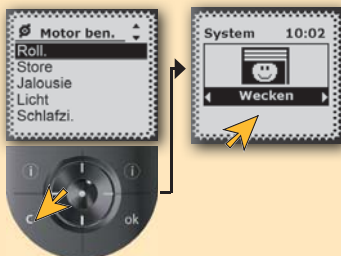 Motor ben.
Roll.
Store
Jalousie
Licht
Schlafzi.
System 10:02
Wecken
i i
C ok